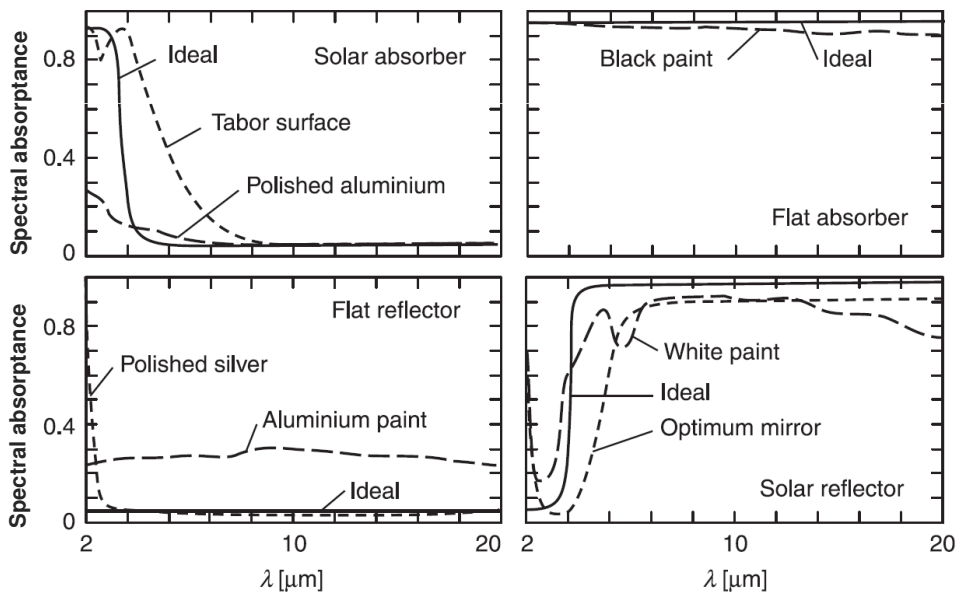 Spectral absorptance
0.8
0.4
0
Ideal
Solar absorber
Tabor surface
Polished aluminium
Black paint
Ideal
Flat absorber
Spectral absorptance
0.8
0.4
0
Flat reflector
Polished silver
Aluminium paint
Ideal
2
10
20
λ [μm]
White paint
Ideal
Optimum mirror
Solar reflector
2
10
20
λ [μm]